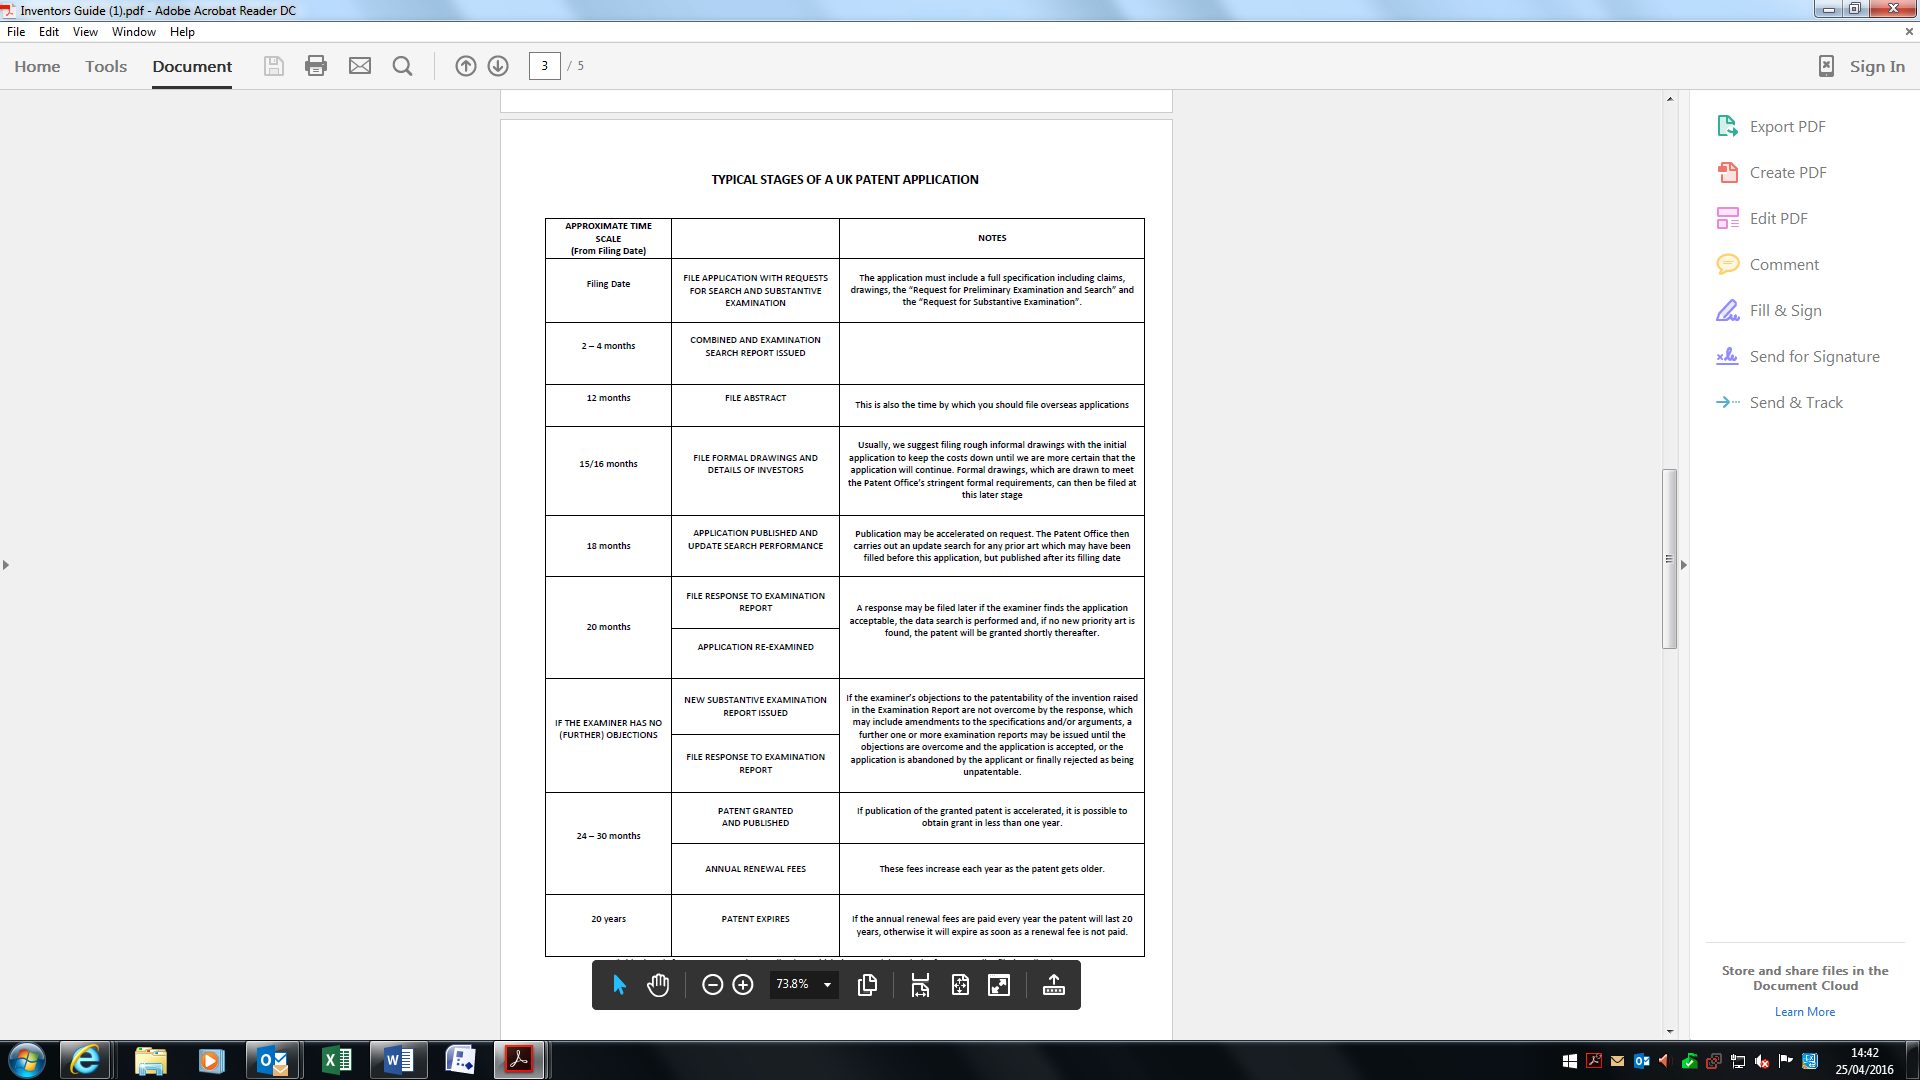 Inventors Guide (1).pdf - Adobe Acrobat Reader DC
File Edit View Window Help
Home Tools Document 3 / 5 Sign In
TYPICAL STAGES OF A UK PATENT APPLICATION
APPROXIMATE TIME
SCALE
(From Filing Date)
NOTES
Filing Date
FILE APPLICATION WITH REQUESTS
FOR SEARCH AND SUBSTANTIVE
EXAMINATION
The application must include a full specification including claims,
drawings, the “Request for Preliminary Examination and Search” and
the “Request for Substantive Examination”.
2 – 4 months
COMBINED AND EXAMINATION
SEARCH REPORT ISSUED
12 months
FILE ABSTRACT
This is also the time by which you should file overseas applications
15/16 months
FILE FORMAL DRAWINGS AND
DETAILS OF INVESTORS
Usually, we suggest filing rough informal drawings with the initial
application to keep the costs down until we are more certain that the
application will continue. Formal drawings, which are drawn to meet
the Patent Office’s stringent formal requirements, can then be filed at
this later stage
18 months
APPLICATION PUBLISHED AND
UPDATE SEARCH PERFORMANCE
Publication may be accelerated on request. The Patent Office then
carries out an update search for any prior art which may have been
filled before this application, but published after its filling date
20 months
FILE RESPONSE TO EXAMINATION
REPORT
APPLICATION RE-EXAMINED
A response may be filed later if the examiner finds the application
acceptable, the data search is performed and, if no new priority art is
found, the patent will be granted shortly thereafter.
IF THE EXAMINER HAS NO
(FURTHER) OBJECTIONS
NEW SUBSTANTIVE EXAMINATION
REPORT ISSUED
FILE RESPONSE TO EXAMINATION
REPORT
If the examiner’s objections to the patentability of the invention raised
in the Examination Report are not overcome by the response, which
may include amendments to the specifications and/or arguments, a
further one or more examination reports may be issued until the
objections are overcome and the application is accepted, or the
application is abandoned by the applicant or finally rejected as being
unpatentable.
24 – 30 months
PATENT GRANTED
AND PUBLISHED
If publication of the granted patent is accelerated, it is possible to
obtain grant in less than one year.
ANNUAL RENEWAL FEES
These fees increase each year as the patent gets older.
20 years
PATENT EXPIRES
If the annual renewal fees are paid every year the patent will last 20
years, otherwise it will expire as soon as a renewal fee is not paid.
73.8%
Export PDF
Create PDF
Edit PDF
Comment
Fill & Sign
Send for Signature
Send & Track
Store and share files in the
Document Cloud
Learn More
14:42
25/04/2016